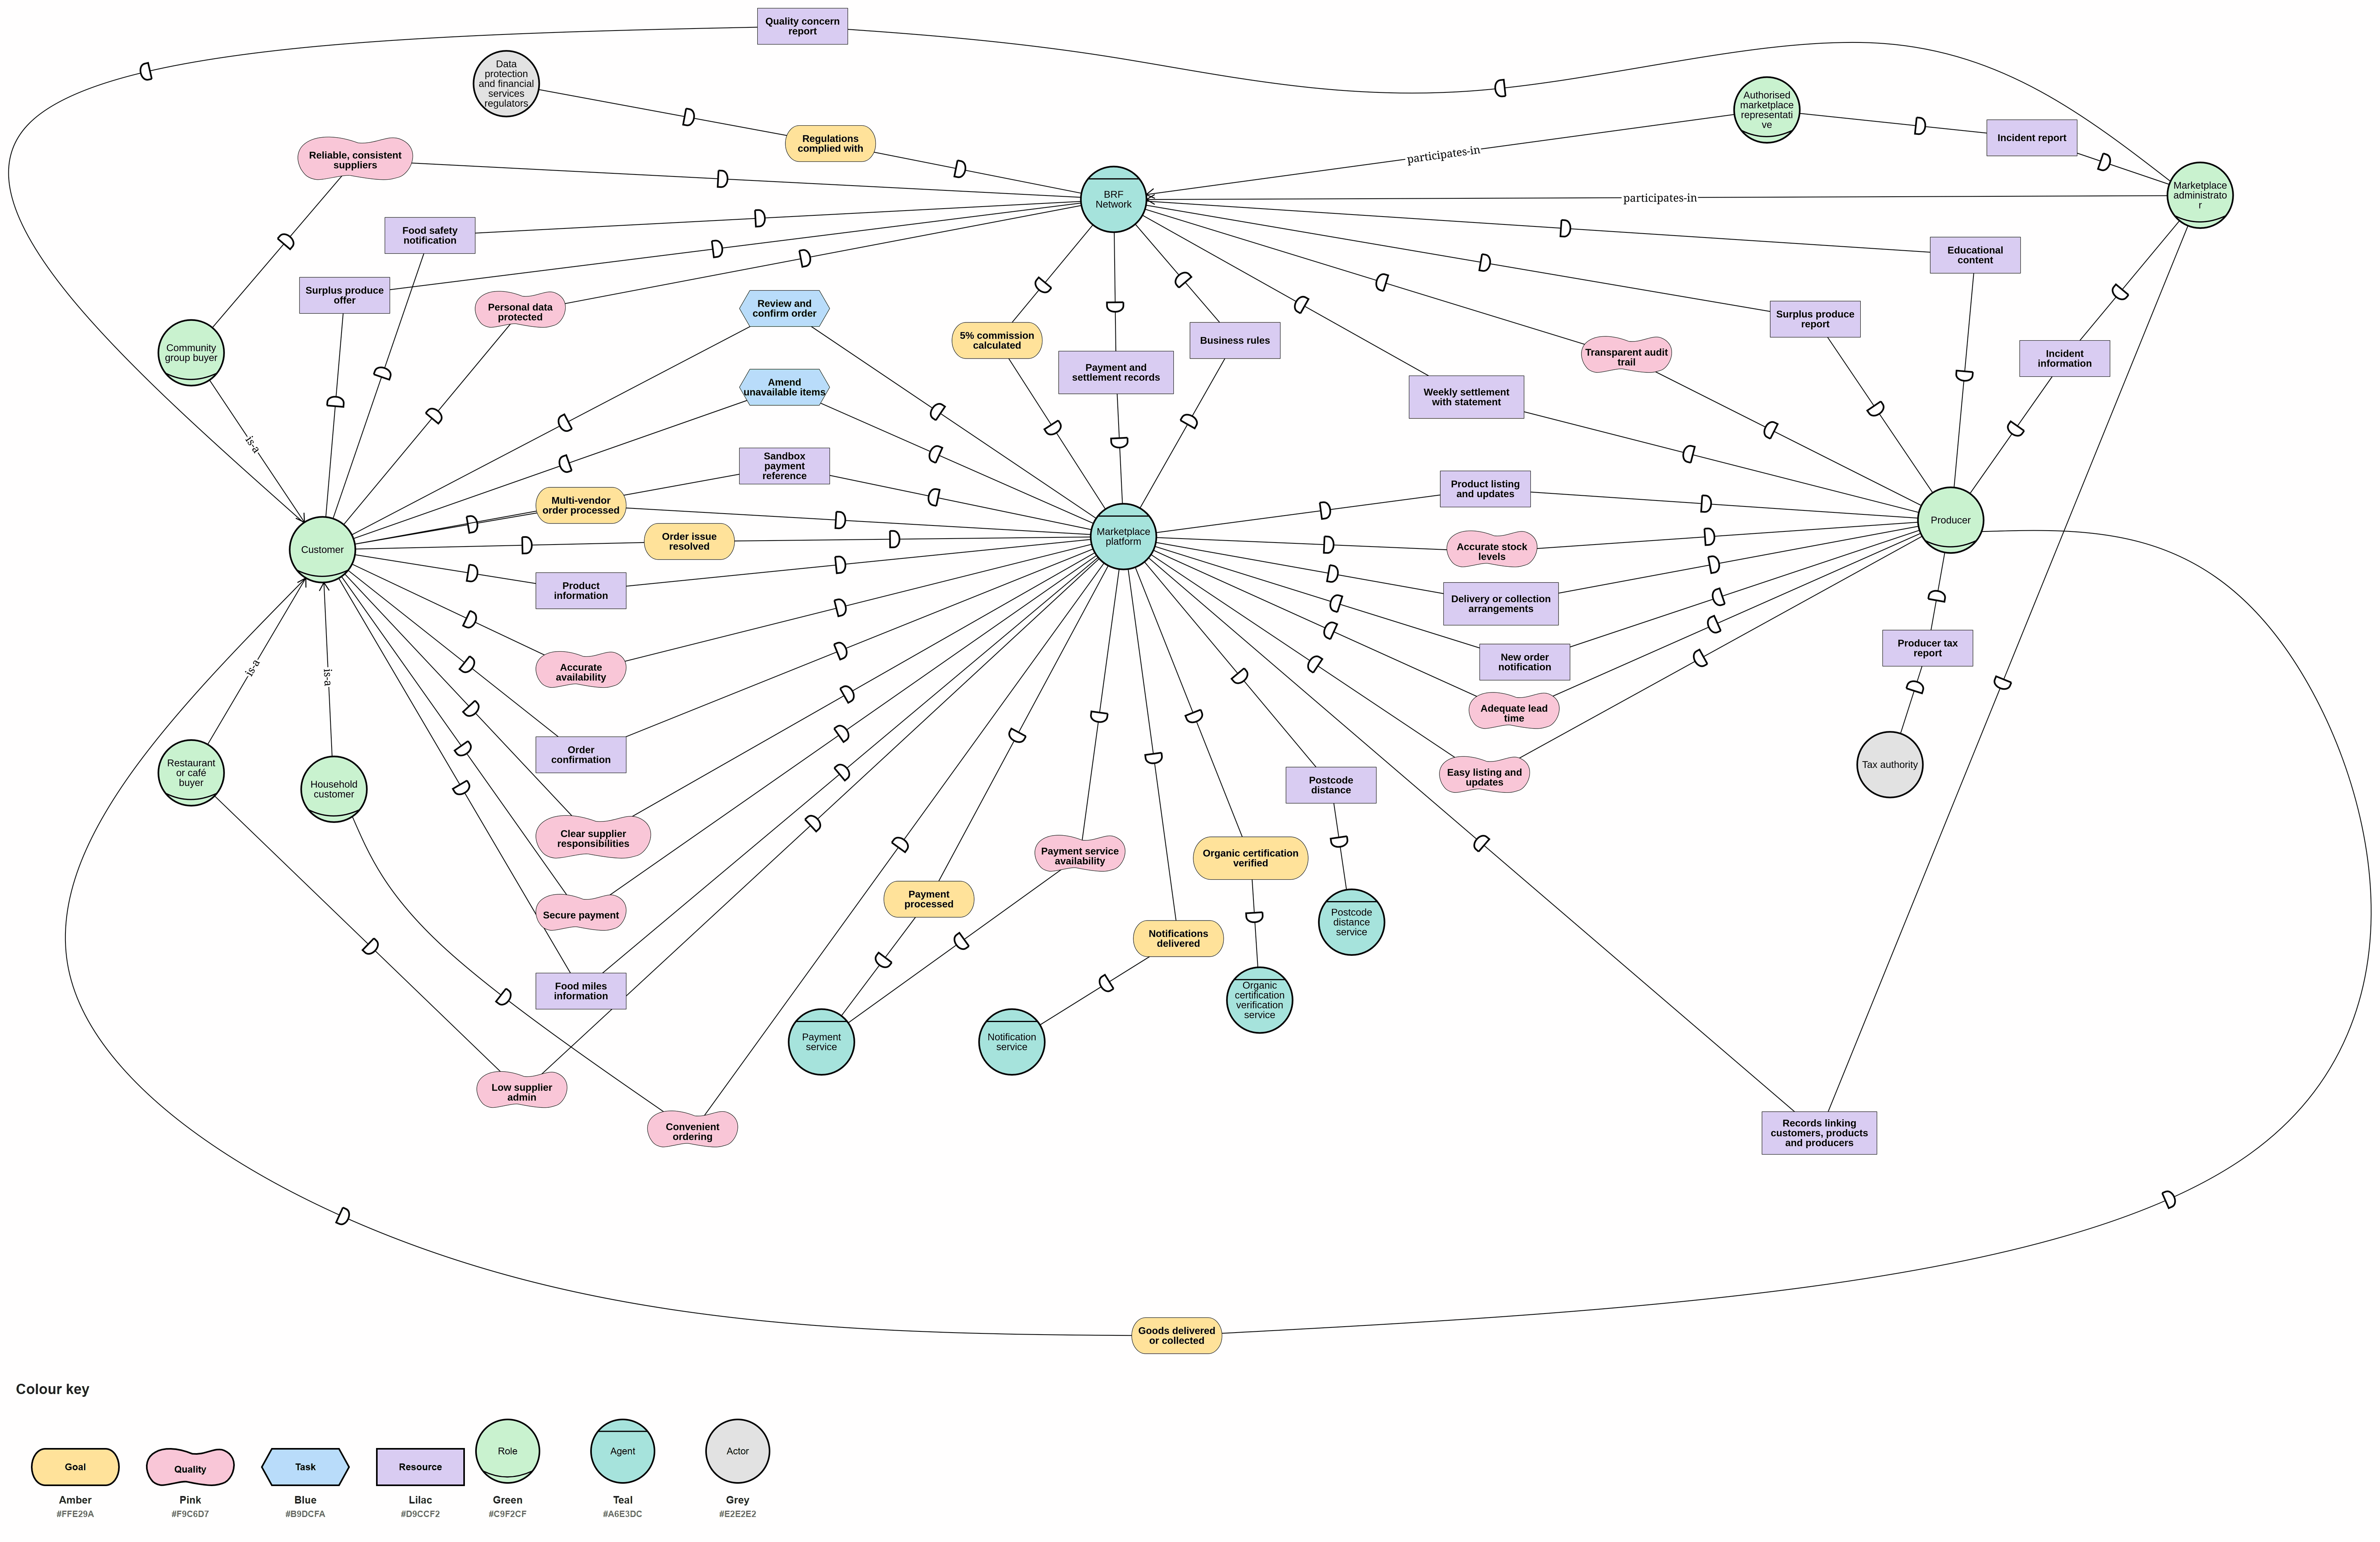 Quality concern
report
Data
protection
and financial
services
regulators
Authorised
marketplace
representati
ve
Incident report
Regulations
complied with
Reliable, consistent
suppliers
participates-in
BRF
Network
participates-in
Marketplace
administrato
r
Food safety
notification
Educational
content
Surplus produce
offer
Personal data
protected
Review and
confirm order
5% commission
calculated
Payment and
settlement records
Business rules
Surplus produce
report
Transparent audit
trail
Incident
information
Community
group buyer
Amend
unavailable items
Weekly settlement
with statement
is-a
Sandbox
payment
reference
Multi-vendor
order processed
Product listing
and updates
Order issue
resolved
Customer
Marketplace
platform
Accurate stock
levels
Producer
Product
information
Delivery or collection
arrangements
Accurate
availability
is-a
is-a
New order
notification
Producer tax
report
Adequate lead
time
Order
confirmation
Restaurant
or café
buyer
Household
customer
Postcode
distance
Easy listing and
updates
Tax authority
Clear supplier
responsibilities
Payment service
availability
Organic certification
verified
Payment
processed
Secure payment
Notifications
delivered
Postcode
distance
service
Food miles
information
Organic
certification
verification
service
Payment
service
Notification
service
Low supplier
admin
Convenient
ordering
Records linking
customers, products
and producers
Goods delivered
or collected
Colour key
Goal
Quality
Task
Resource
Role
Agent
Actor
Amber
Pink
Blue
Lilac
Green
Teal
Grey
#FFE29A
#F9C6D7
#B9DCFA
#D9CCF2
#C9F2CF
#A6E3DC
#E2E2E2